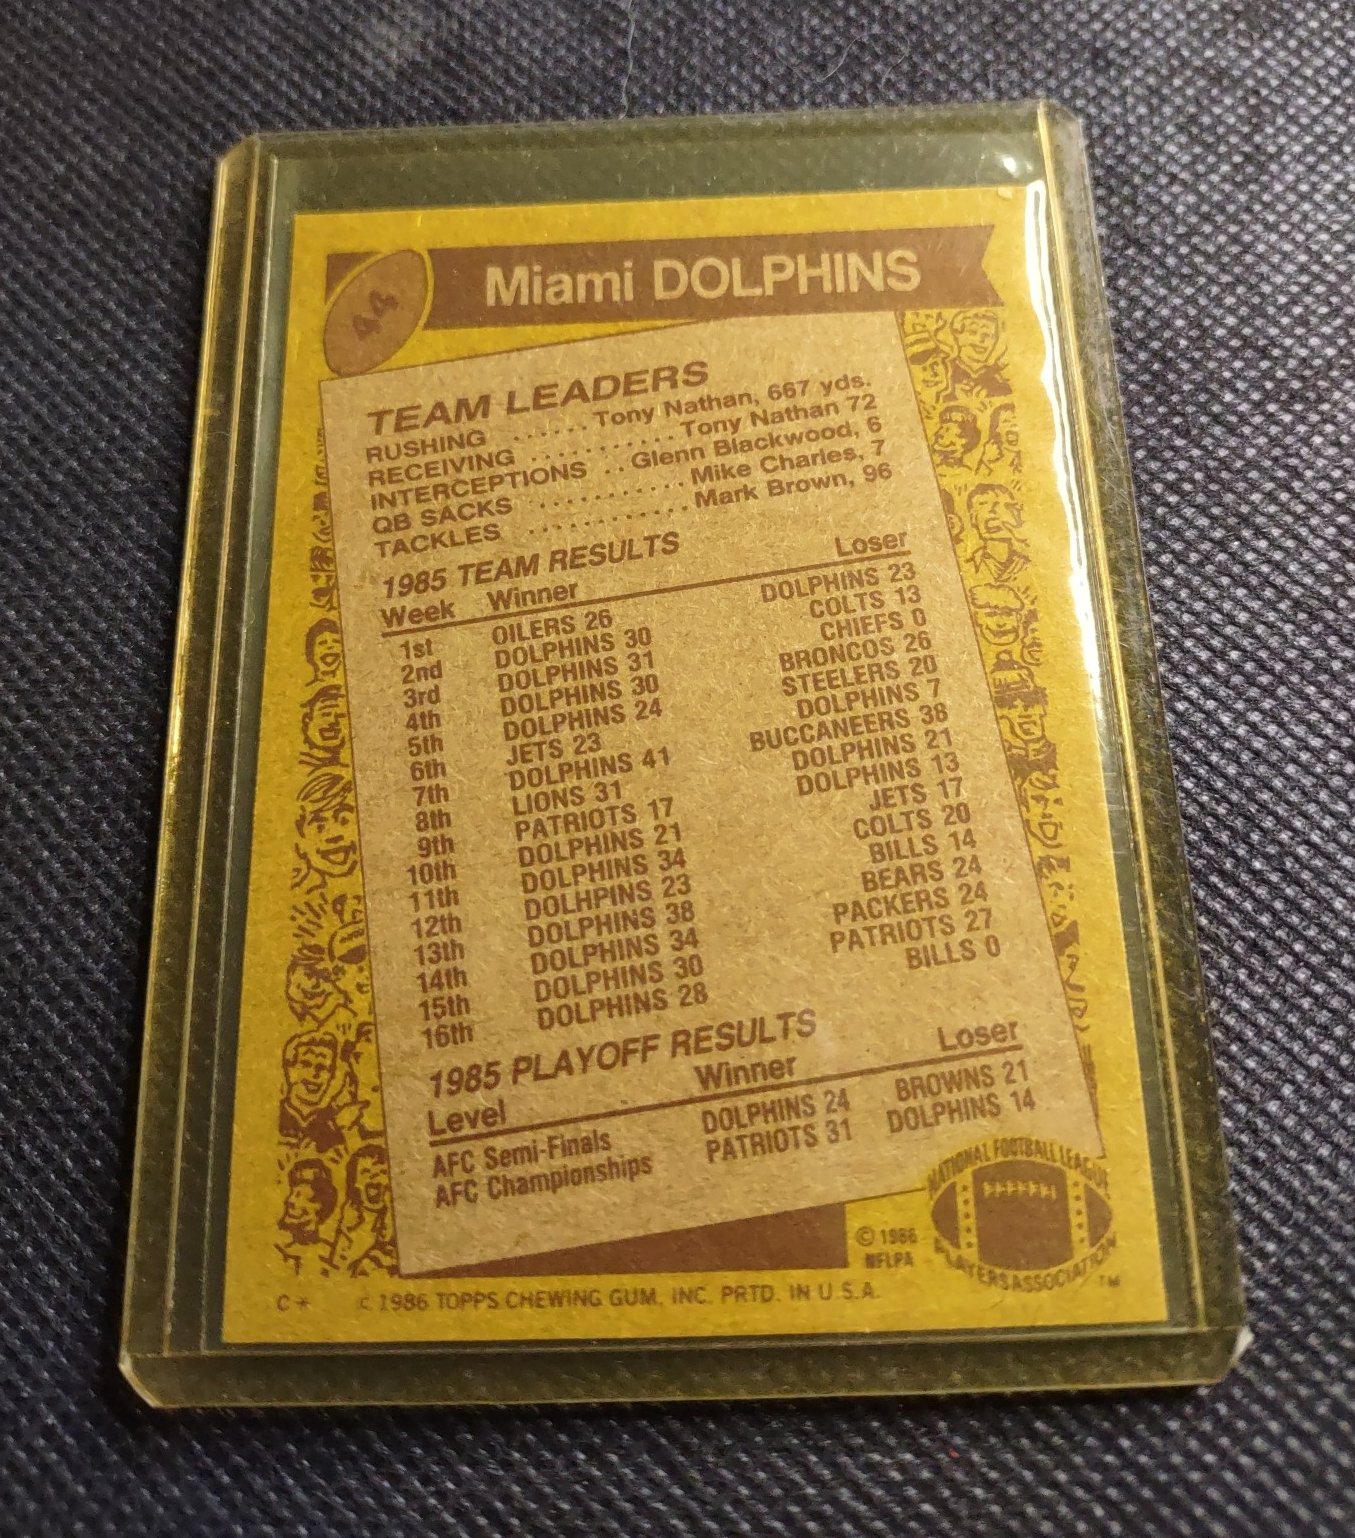 44
Miami DOLPHINS
TEAM LEADERS
RUSHING ...... Tony Nathan, 667 yds.
RECEIVING ........... Tony Nathan 72
INTERCEPTIONS ..Glenn Blackwood, 6
QB SACKS ............ Mike Charles, 7
TACKLES ............ Mark Brown, 96
1985 TEAM RESULTS
Week Winner Loser
1st OILERS 26 DOLPHINS 23
2nd DOLPHINS 30 COLTS 13
3rd DOLPHINS 31 CHIEFS 0
4th DOLPHINS 30 BRONCOS 26
5th DOLPHINS 24 STEELERS 20
6th JETS 23 DOLPHINS 7
7th DOLPHINS 41 BUCCANEERS 38
8th LIONS 31 DOLPHINS 21
9th PATRIOTS 17 DOLPHINS 13
10th DOLPHINS 21 JETS 17
11th DOLPHINS 34 COLTS 20
12th DOLHPINS 23 BILLS 14
13th DOLPHINS 38 BEARS 24
14th DOLPHINS 34 PACKERS 24
15th DOLPHINS 30 PATRIOTS 27
16th DOLPHINS 28 BILLS 0
1985 PLAYOFF RESULTS
Level Winner Loser
AFC Semi-Finals DOLPHINS 24 BROWNS 21
AFC Championships PATRIOTS 31 DOLPHINS 14
© 1986
NFLPA
NATIONAL FOOTBALL LEAGUE
PLAYERS ASSOCIATION ™
C* © 1986 TOPPS CHEWING GUM, INC. PRTD. IN U.S.A.